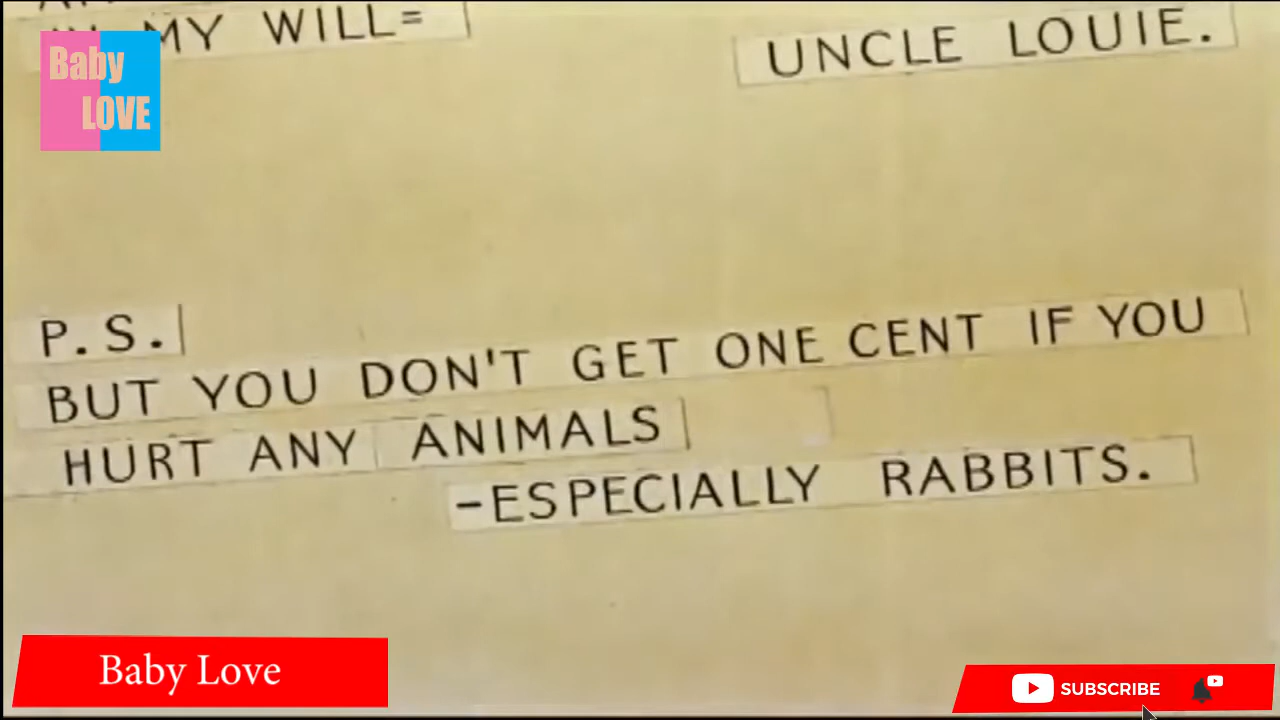 MY WILL=
UNCLE LOUIE.
Baby
LOVE
P.S.
BUT YOU DON'T GET ONE CENT IF YOU
HURT ANY ANIMALS
-ESPECIALLY RABBITS.
Baby Love
SUBSCRIBE